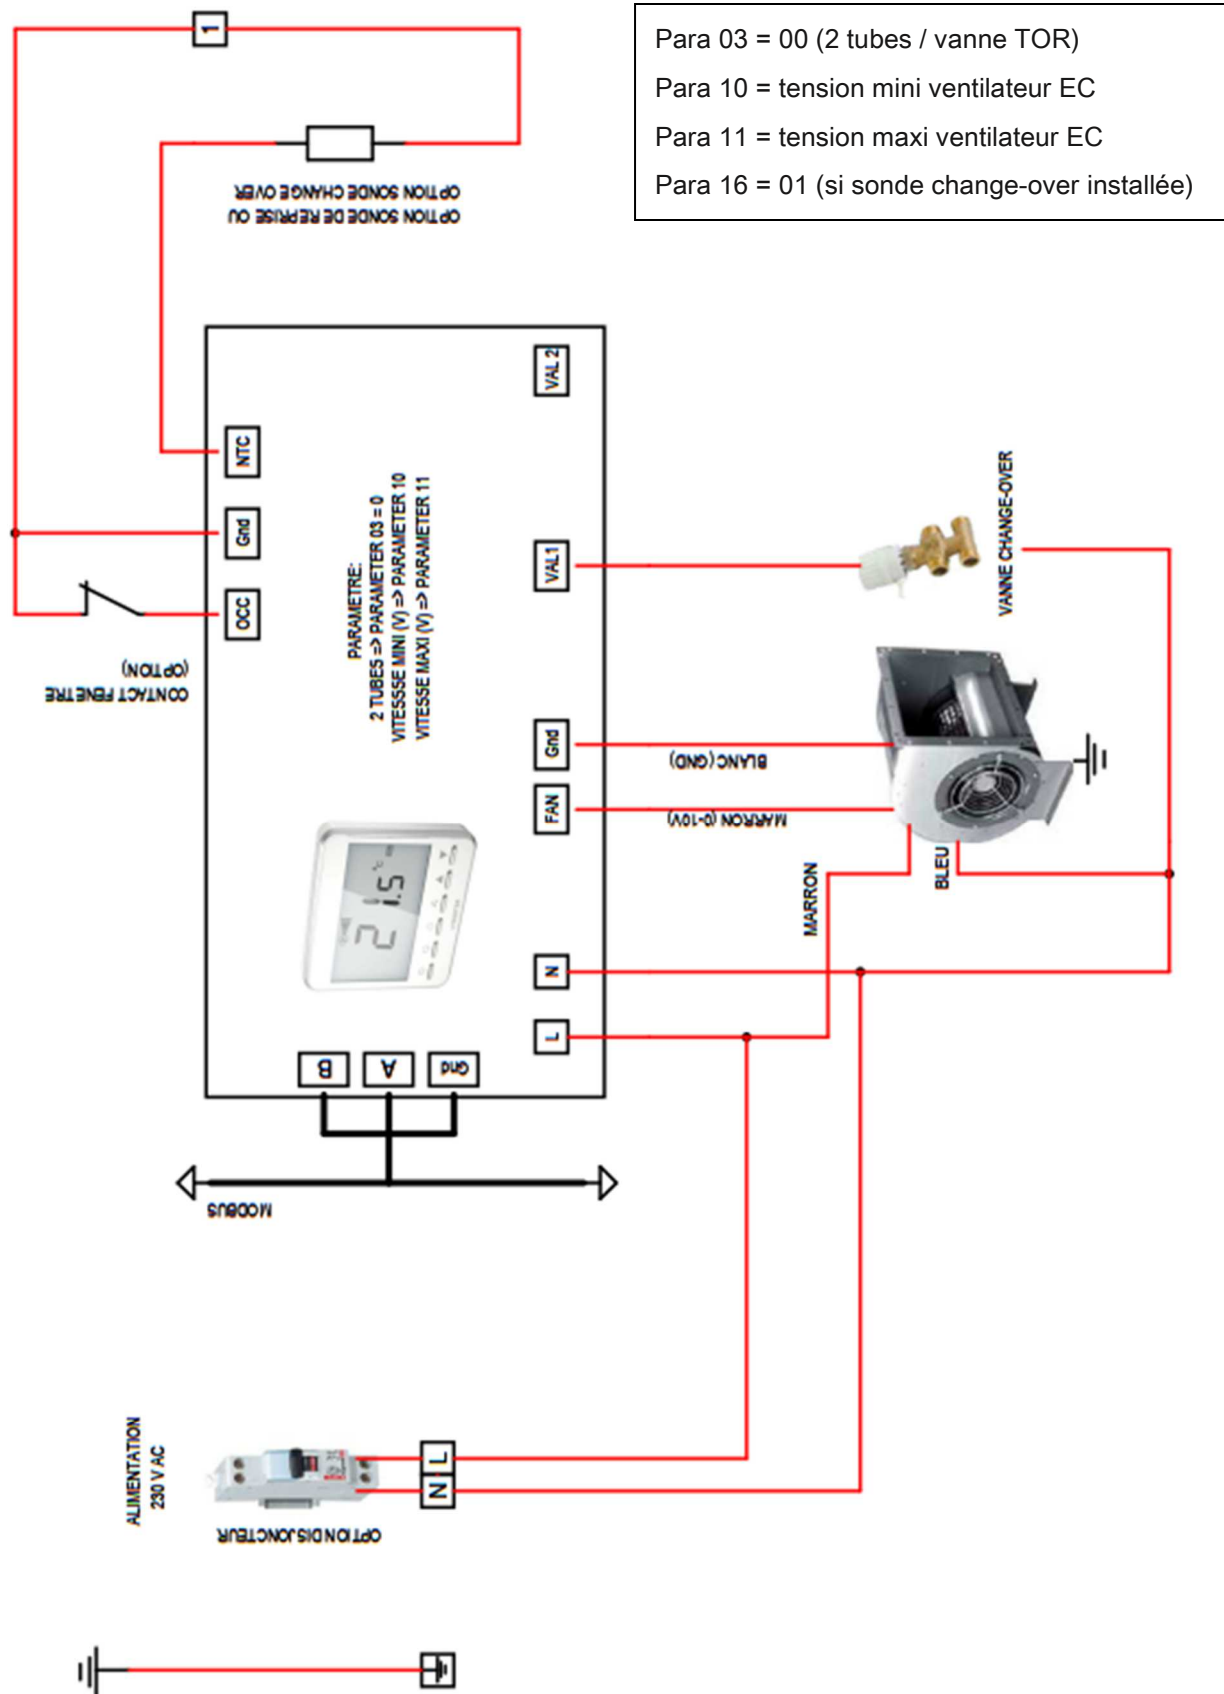 Para 03 = 00 (2 tubes / vanne TOR)
Para 10 = tension mini ventilateur EC
Para 11 = tension maxi ventilateur EC
Para 16 = 01 (si sonde change-over installée)
1
OPTION SONDE DE REPRISE OU
OPTION SONDE CHANGE OVER
NTC
Gnd
OCC
CONTACT FENETRE
(OPTION)
VAL 2
VAL1
Gnd
FAN
N
L
PARAMETRE:
2 TUBES => PARAMETER 03 = 0
VITESSSE MINI (V) => PARAMETER 10
VITESSE MAXI (V) => PARAMETER 11
21.5
°C
B
A
Gnd
MODBUS
VANNE CHANGE-OVER
BLANC (GND)
MARRON (0-10V)
MARRON
BLEU
ALIMENTATION
230 V AC
L
N
OPTION DISJONCTEUR